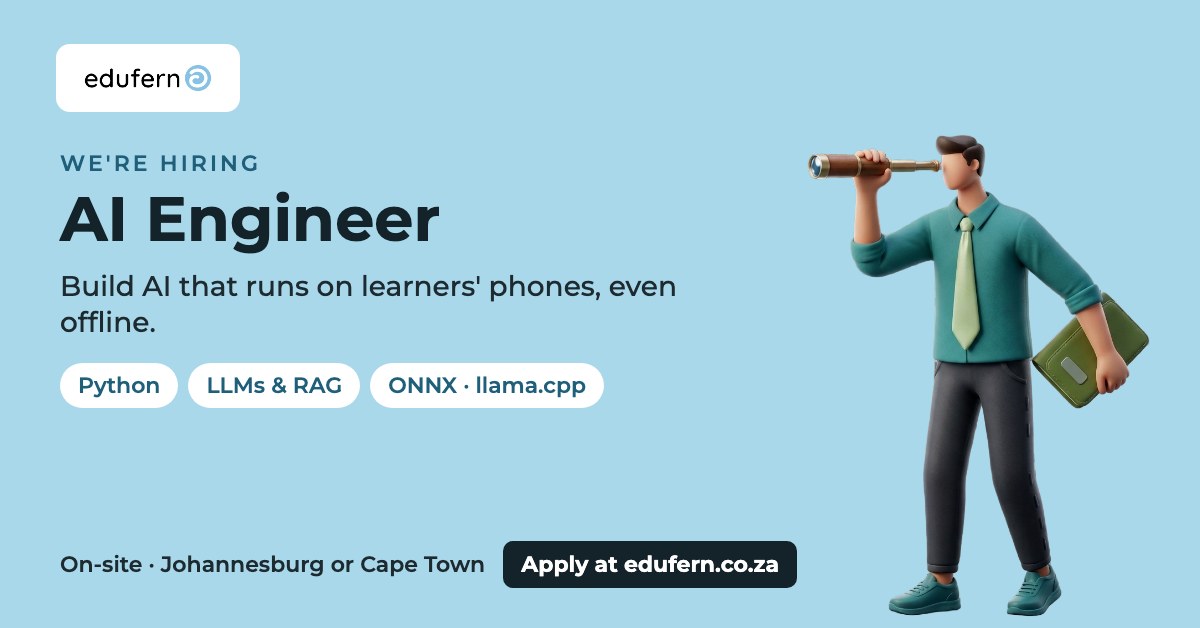 edufern
WE'RE HIRING
AI Engineer
Build AI that runs on learners' phones, even
offline.
Python
LLMs & RAG
ONNX · llama.cpp
On-site · Johannesburg or Cape Town
Apply at edufern.co.za